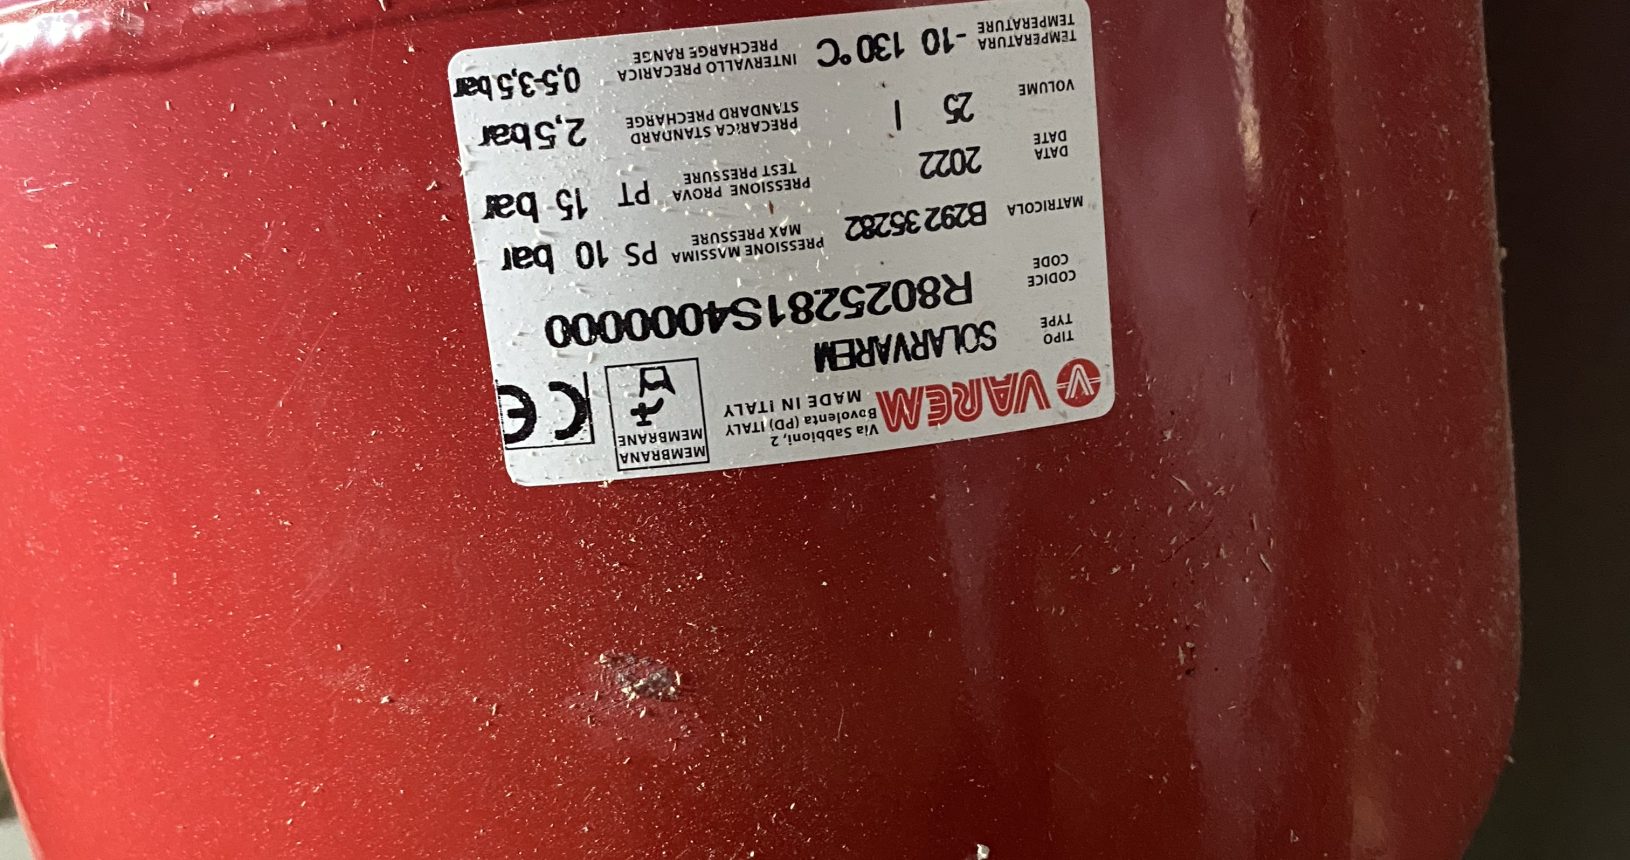 VAREM
Via Sabbioni, 2
Bovolenta (PD) ITALY
MADE IN ITALY
MEMBRANA
MEMBRANE
CE
TIPO
TYPE
SOLARVAREM
CODICE
CODE
R8025281S4000000
MATRICOLA
B292 35282
PRESSIONE MASSIMA
MAX PRESSURE
PS 10 bar
DATA
DATE
2022
PRESSIONE PROVA
TEST PRESSURE
PT 15 bar
VOLUME
25 l
PRECARICA STANDARD
STANDARD PRECHARGE
2,5 bar
TEMPERATURA
TEMPERATURE
-10 130 °C
INTERVALLO PRECARICA
PRECHARGE RANGE
0,5-3,5 bar